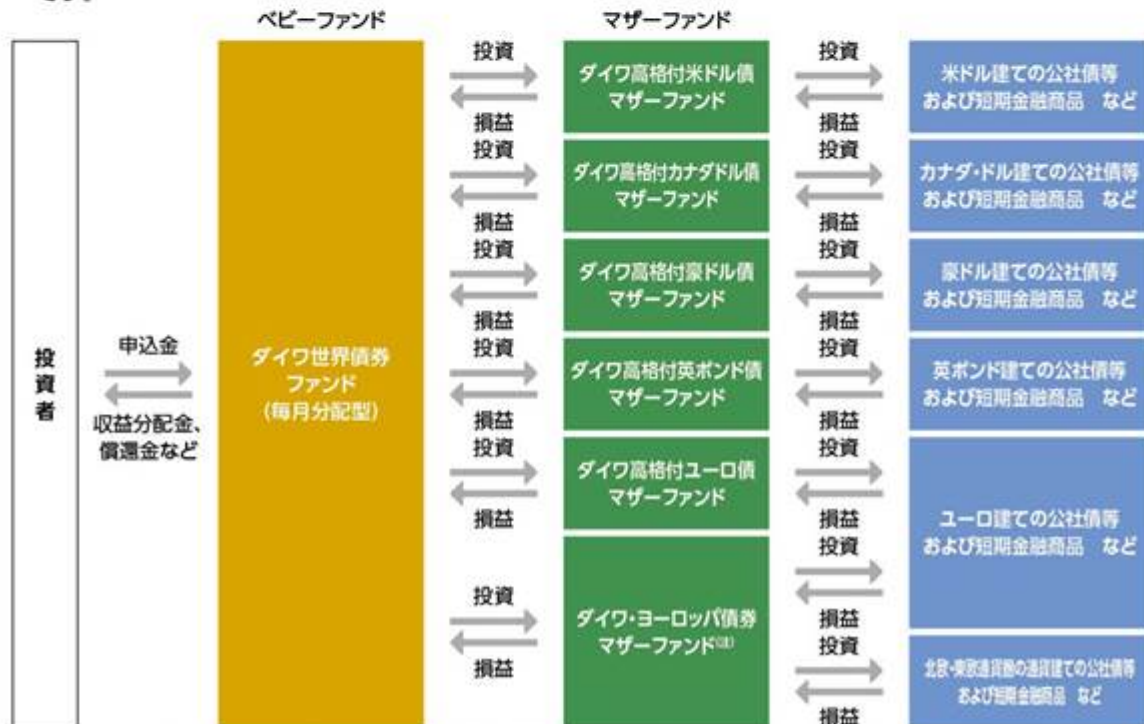 ベビーファンド
マザーファンド
投資者
申込金
収益分配金、
償還金など
ダイワ世界債券
ファンド
(毎月分配型)
投資
損益
ダイワ高格付米ドル債
マザーファンド
投資
損益
米ドル建ての公社債等
および短期金融商品 など
投資
損益
ダイワ高格付カナダドル債
マザーファンド
投資
損益
カナダ・ドル建ての公社債等
および短期金融商品 など
投資
損益
ダイワ高格付豪ドル債
マザーファンド
投資
損益
豪ドル建ての公社債等
および短期金融商品 など
投資
損益
ダイワ高格付英ポンド債
マザーファンド
投資
損益
英ポンド建ての公社債等
および短期金融商品 など
投資
損益
ダイワ高格付ユーロ債
マザーファンド
投資
損益
ユーロ建ての公社債等
および短期金融商品 など
投資
損益
ダイワ・ヨーロッパ債券
マザーファンド(注)
投資
損益
投資
損益
北欧・東欧通貨圏の通貨建ての公社債等
および短期金融商品 など